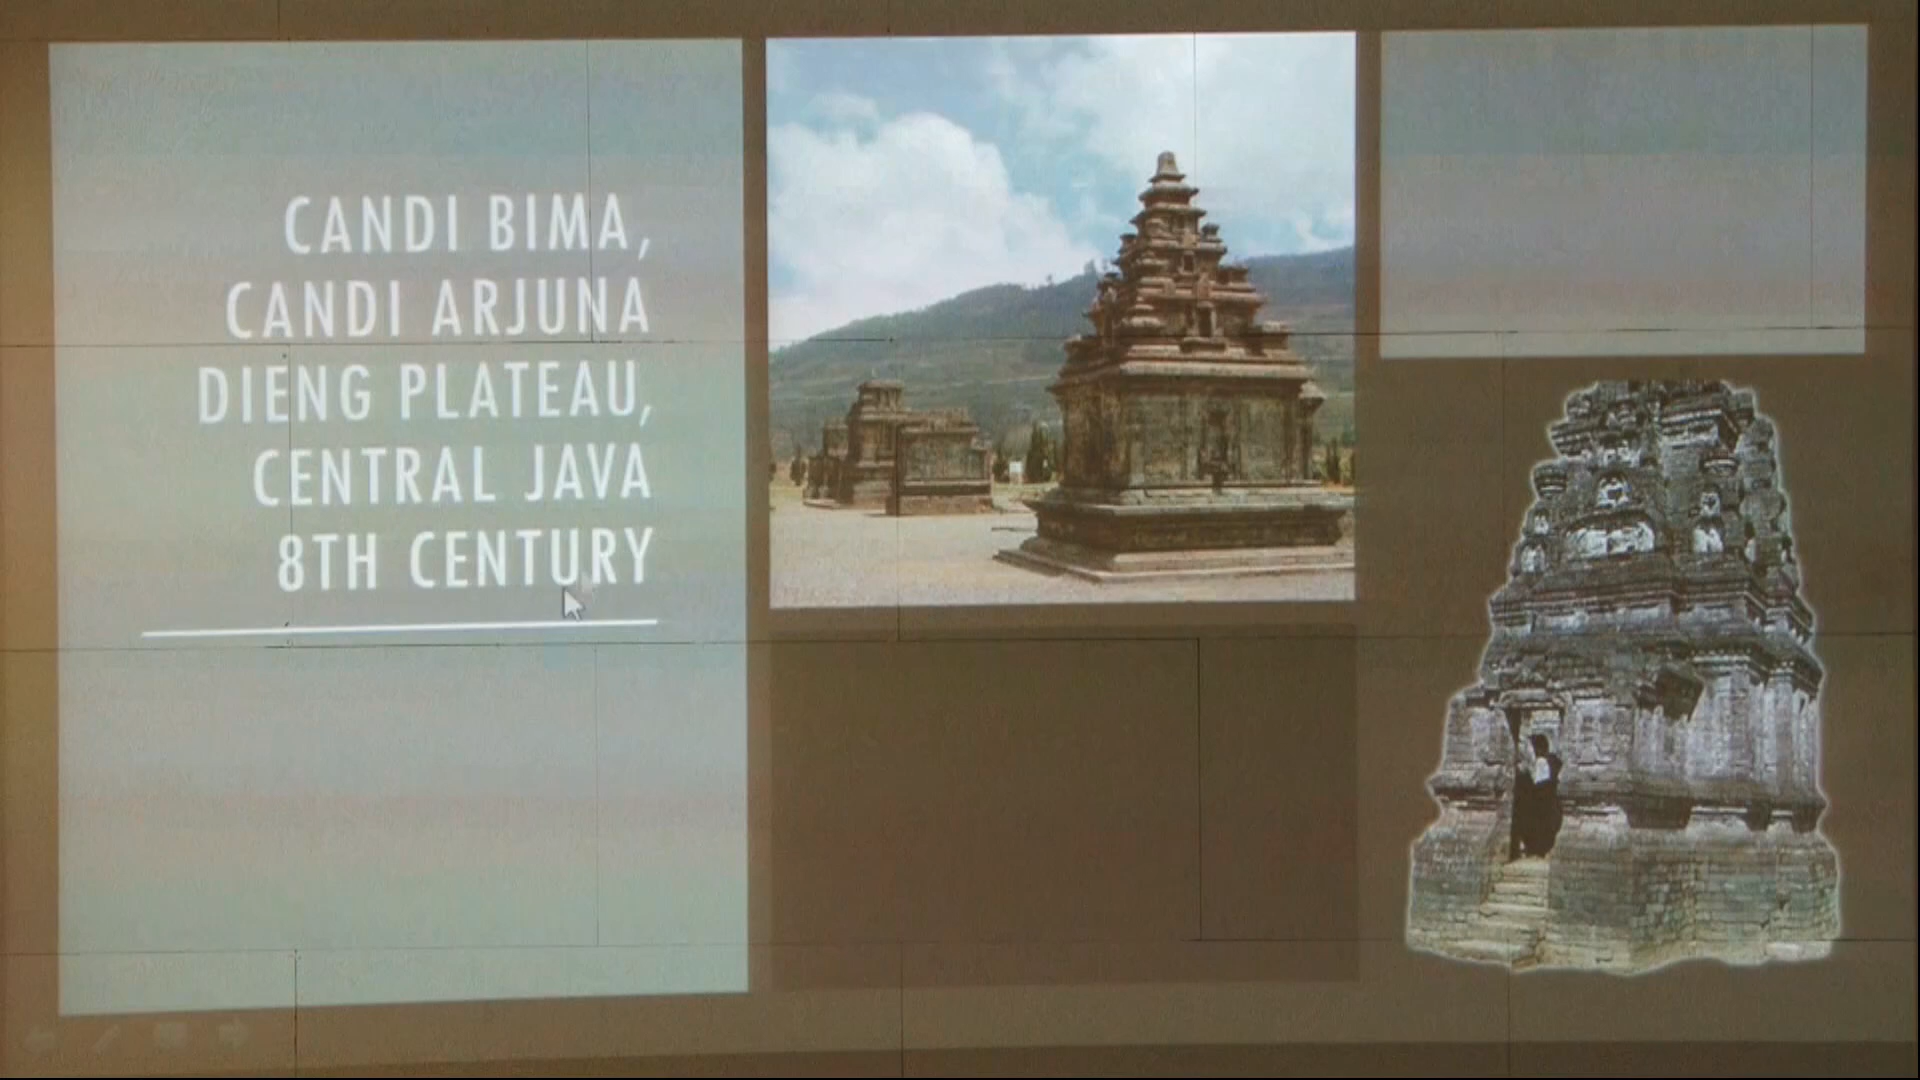 CANDI BIMA,
CANDI ARJUNA
DIENG PLATEAU,
CENTRAL JAVA
8TH CENTURY